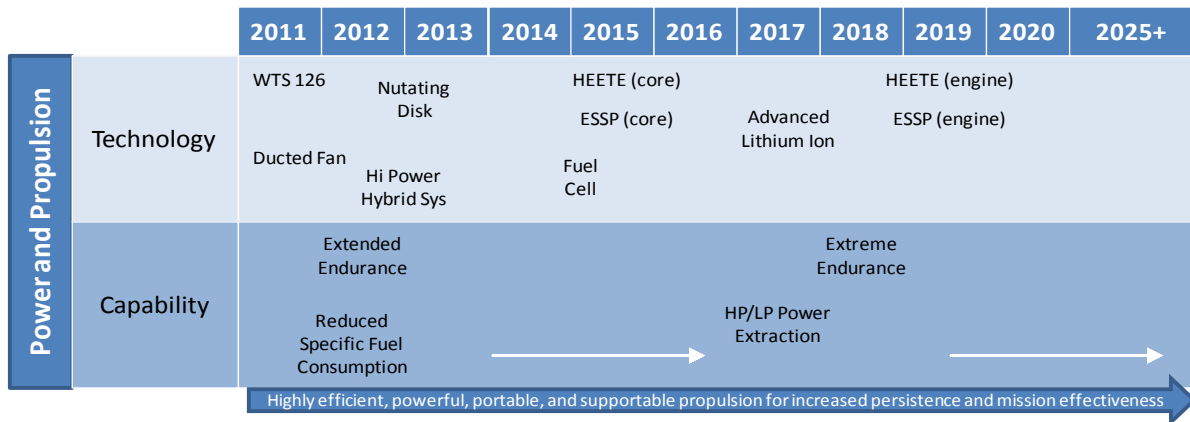 2011 2012 2013 2014 2015 2016 2017 2018 2019 2020 2025+
Power and Propulsion
Technology
WTS 126
Nutating
Disk
HEETE (core)
HEETE (engine)
ESSP (core)
Advanced
Lithium Ion
ESSP (engine)
Ducted Fan
Hi Power
Hybrid Sys
Fuel
Cell
Capability
Extended
Endurance
Extreme
Endurance
Reduced
Specific Fuel
Consumption
HP/LP Power
Extraction
Highly efficient, powerful, portable, and supportable propulsion for increased persistence and mission effectiveness